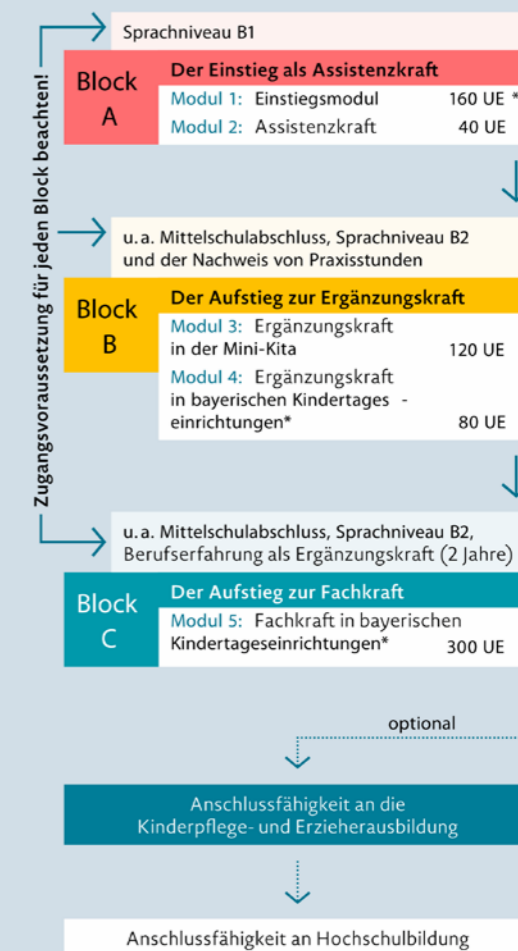 Zugangsvoraussetzung für jeden Block beachten!
Sprachniveau B1
Block
A
Der Einstieg als Assistenzkraft
Modul 1: Einstiegsmodul 160 UE *
Modul 2: Assistenzkraft 40 UE
u. a. Mittelschulabschluss, Sprachniveau B2
und der Nachweis von Praxisstunden
Block
B
Der Aufstieg zur Ergänzungskraft
Modul 3: Ergänzungskraft
in der Mini-Kita 120 UE
Modul 4: Ergänzungskraft
in bayerischen Kindertages -
einrichtungen* 80 UE
u. a. Mittelschulabschluss, Sprachniveau B2,
Berufserfahrung als Ergänzungskraft (2 Jahre)
Block
C
Der Aufstieg zur Fachkraft
Modul 5: Fachkraft in bayerischen
Kindertageseinrichtungen* 300 UE
optional
Anschlussfähigkeit an die
Kinderpflege- und Erzieherausbildung
Anschlussfähigkeit an Hochschulbildung